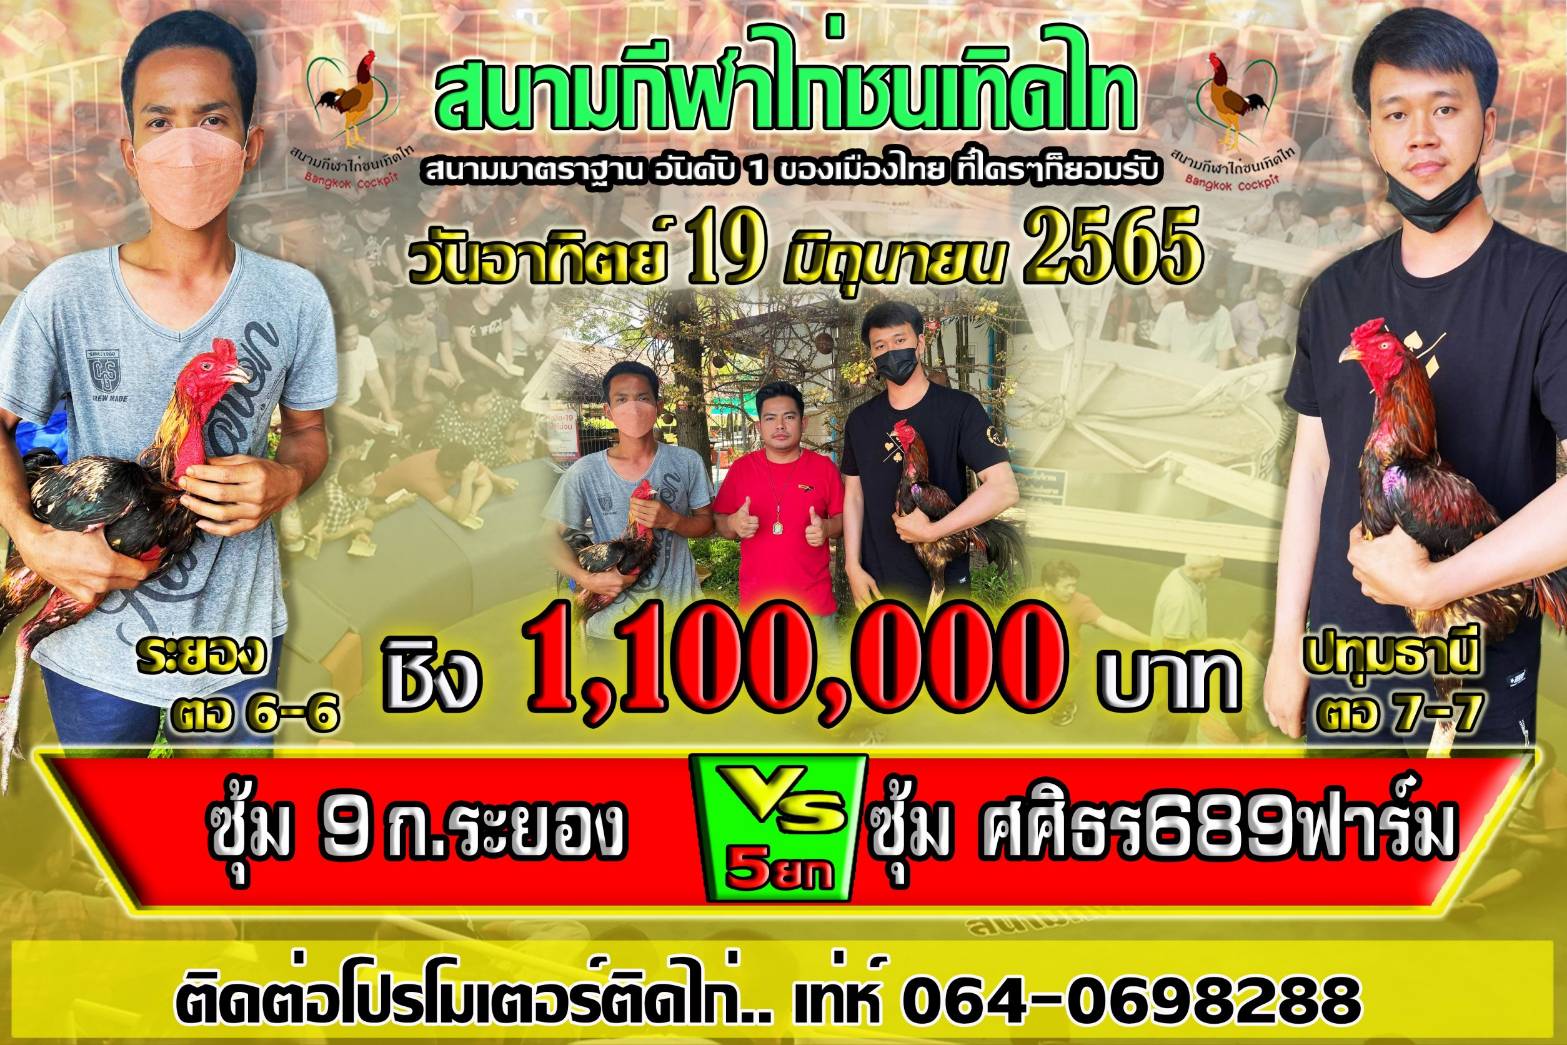 สนามกีฬาไก่ชนเทิดไท
สนามกีฬาไก่ชนเทิดไท
Bangkok Cockpit
สนามกีฬาไก่ชนเทิดไท
Bangkok Cockpit
สนามมาตราฐาน อันดับ 1 ของเมืองไทย ที่ใครๆก็ยอมรับ
วันอาทิตย์ 19 มิถุนายน 2565
ระยอง
ตอ 6-6
ชิง 1,100,000 บาท
ปทุมธานี
ตอ 7-7
ซุ้ม 9 ก.ระยอง
VS
5ยก
ซุ้ม ศศิธร689ฟาร์ม
ติดต่อโปรโมเตอร์ติดไก่.. เท่ห์ 064-0698288